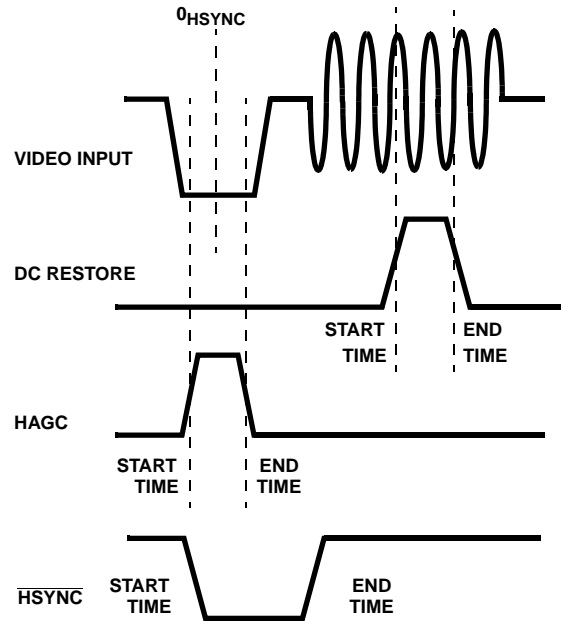 0HSYNC
VIDEO INPUT
DC RESTORE
START
TIME
END
TIME
HAGC
START
TIME
END
TIME
HSYNC
START
TIME
END
TIME